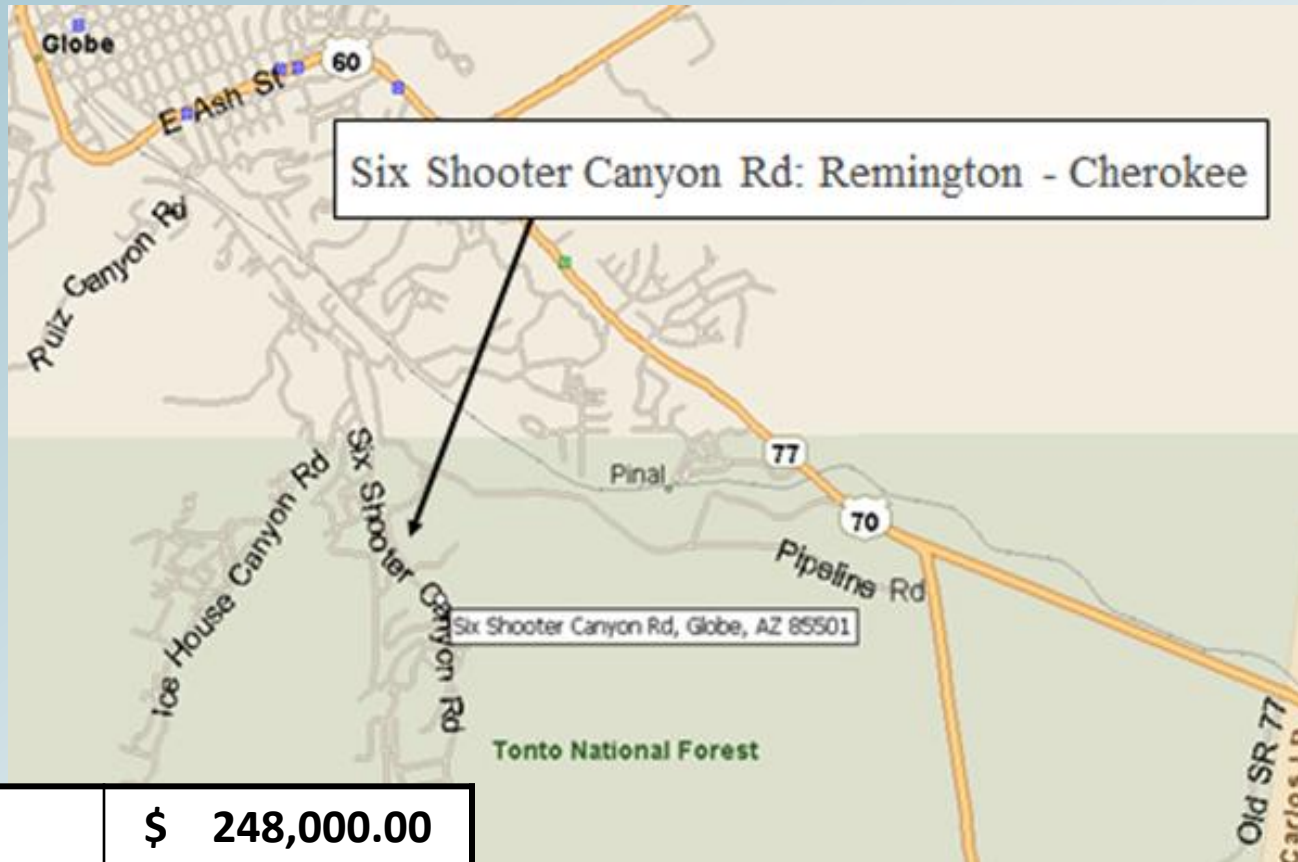 Globe
60
E Ash St
Six Shooter Canyon Rd: Remington - Cherokee
Ruiz Canyon Rd
77
Six Shooter Canyon Rd
Pinal
Ice House Canyon Rd
70
Pipeline Rd
Six Shooter Canyon Rd, Globe, AZ 85501
Tonto National Forest
Old SR 77
Carlos I R
$ 248,000.00